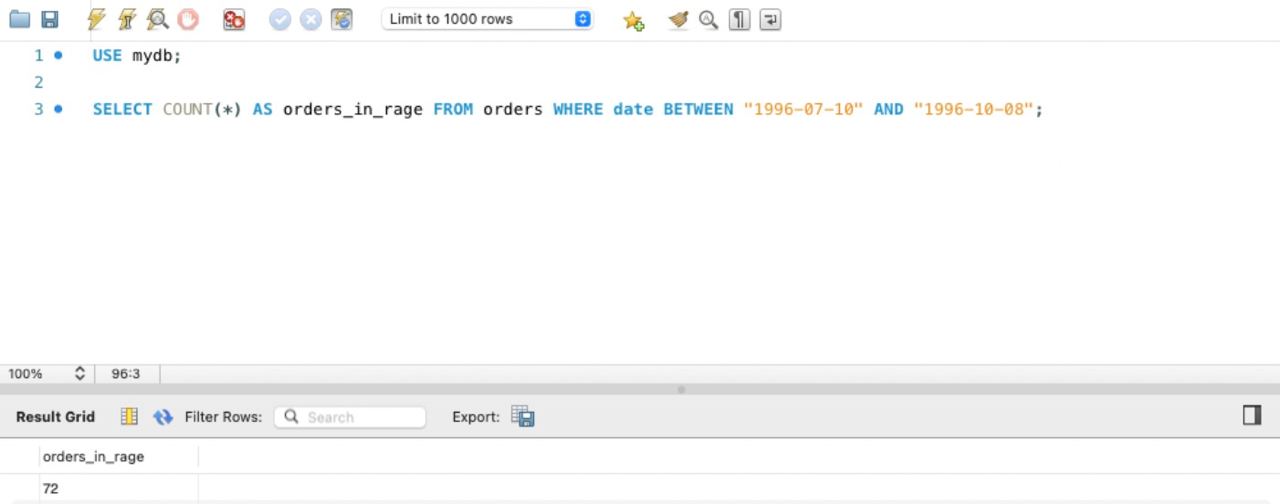 Limit to 1000 rows
1 USE mydb;
2
3 SELECT COUNT(*) AS orders_in_rage FROM orders WHERE date BETWEEN "1996-07-10" AND "1996-10-08";
100% 96:3
Result Grid Filter Rows: Search Export:
orders_in_rage
72